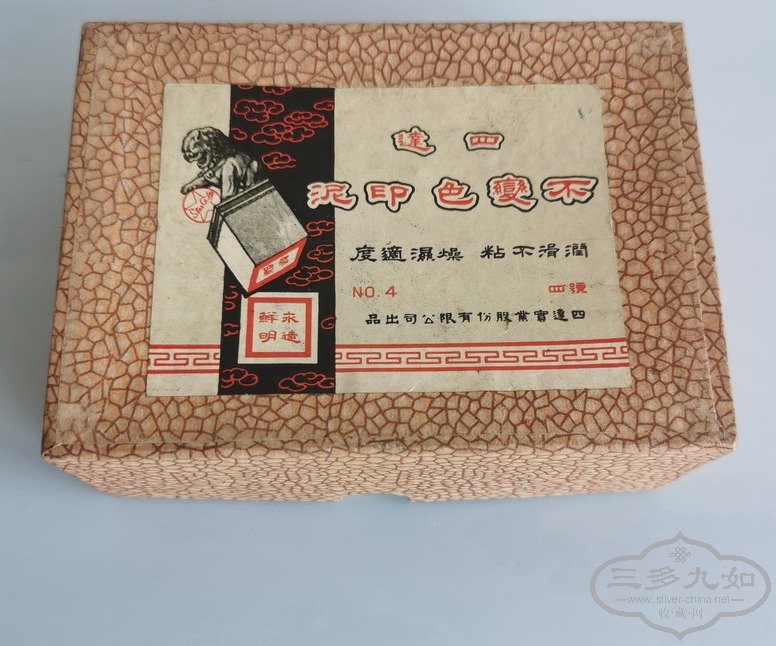 四達
不變色印泥
潤滑不粘 燥濕適度
四號 NO. 4
四達實業股份有限公司出品
鮮明
三多九如
www.silver-china.net
收·藏·网